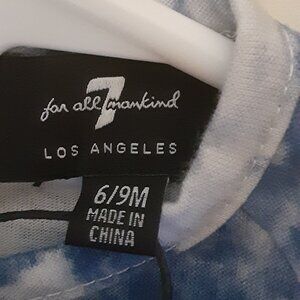 7
for all mankind
LOS ANGELES
6/9M
MADE IN
CHINA